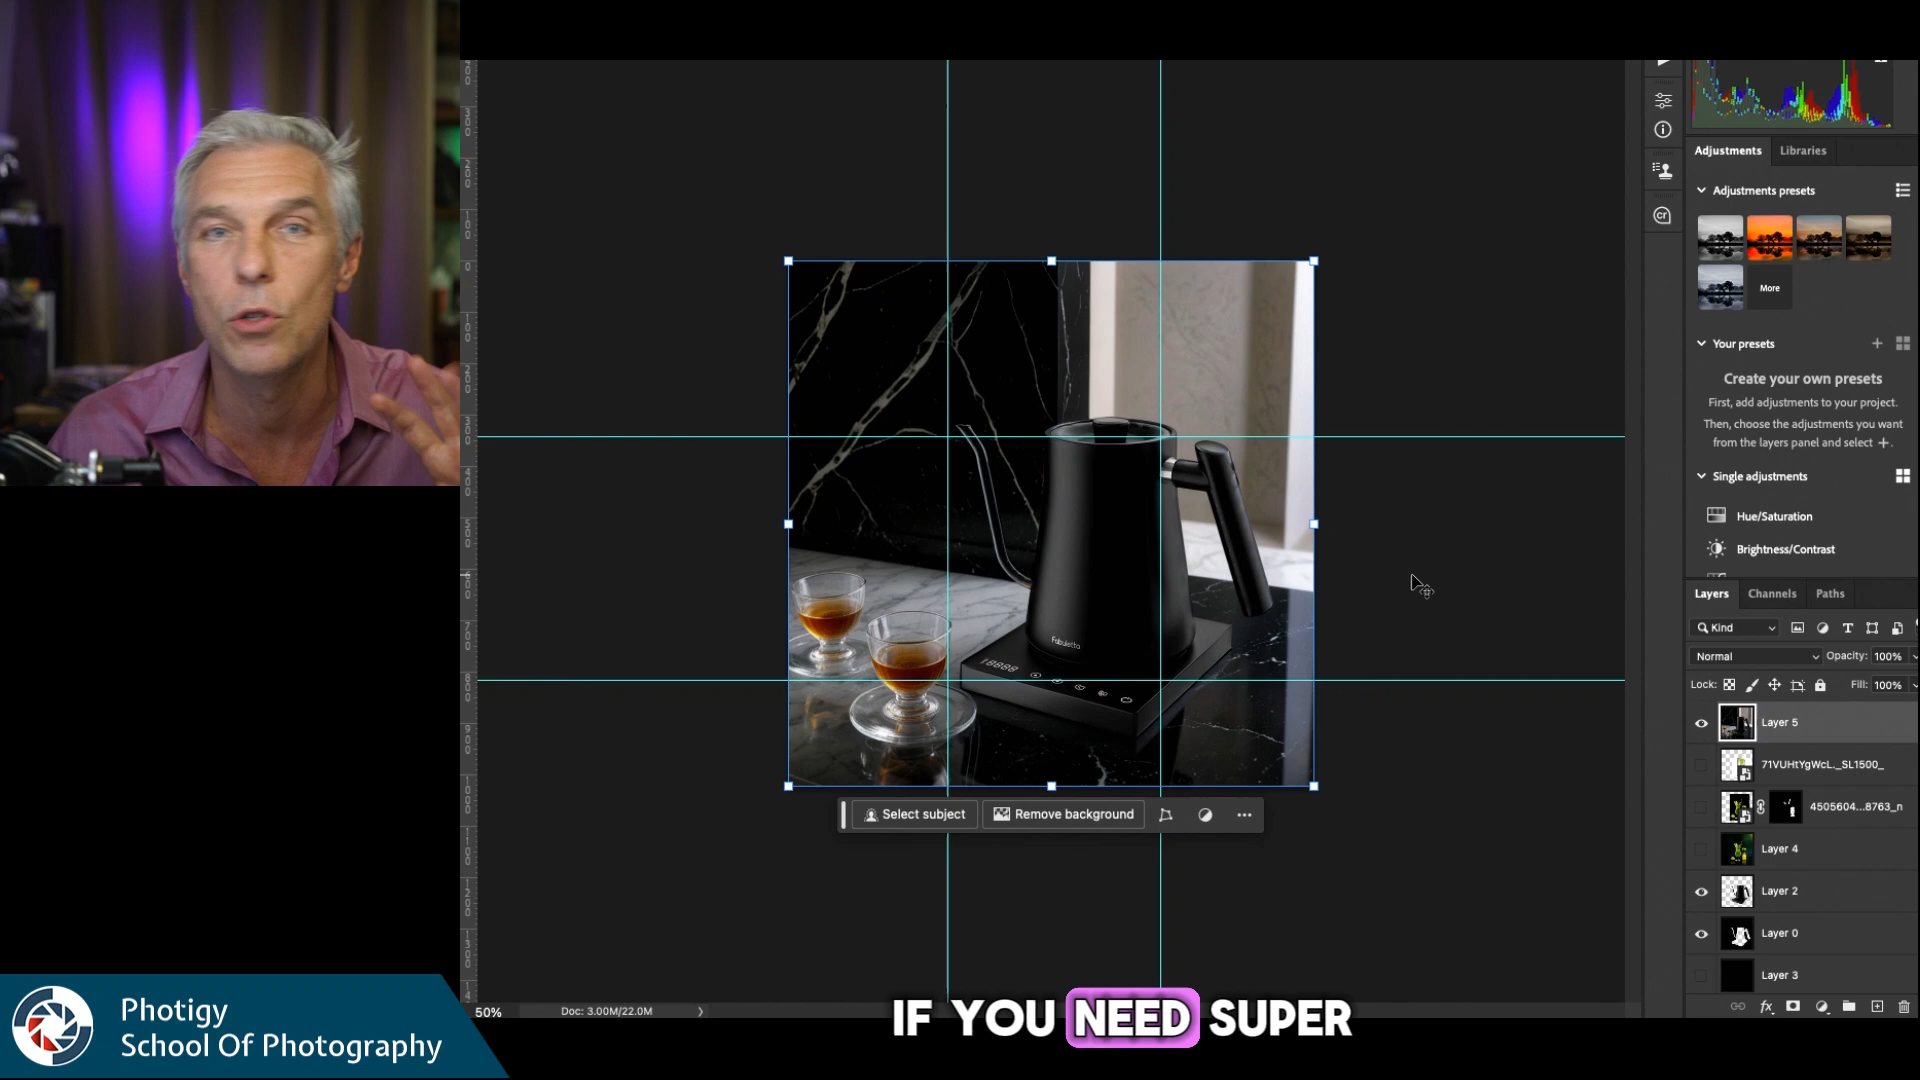 Adjustments
Libraries
Adjustments presets
More
Your presets
Create your own presets
First, add adjustments to your project.
Then, choose the adjustments you want
from the layers panel and select +.
Single adjustments
Hue/Saturation
Brightness/Contrast
Layers
Channels
Paths
Kind
Normal
Opacity: 100%
Lock:
Fill: 100%
Layer 5
71VUHtYgWcL._SL1500_
4505604...8763_n
Layer 4
Layer 2
Layer 0
Layer 3
fx
cr
Fabuletta
18888
Select subject
Remove background
50%
Doc: 3.00M/22.0M
IF YOU NEED SUPER
Photigy
School Of Photography